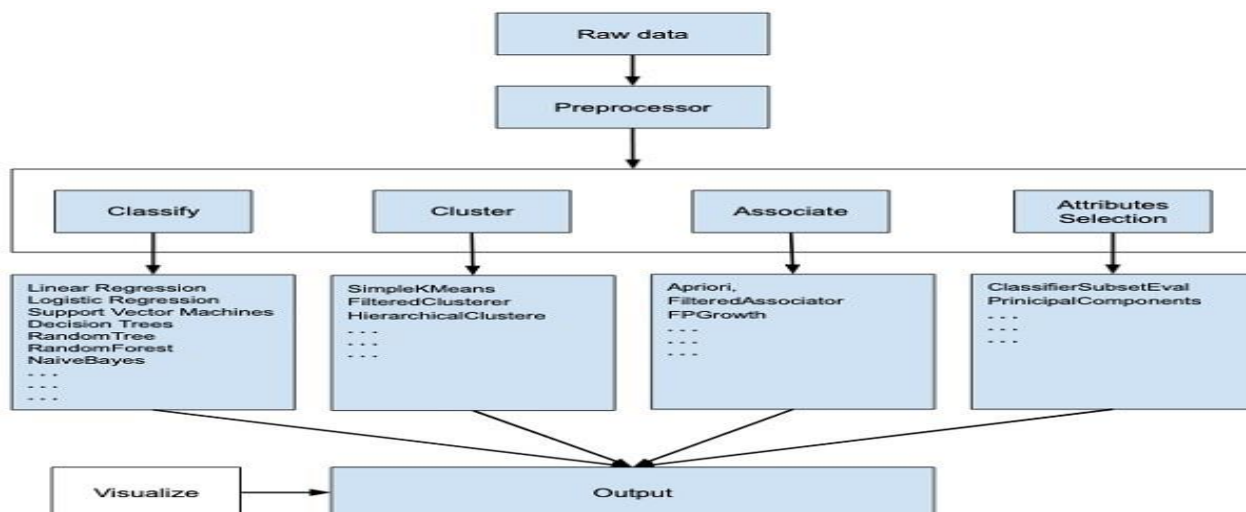 Raw data
Preprocessor
Classify
Cluster
Associate
Attributes
Selection
Linear Regression
Logistic Regression
Support Vector Machines
Decision Trees
RandomTree
RandomForest
NaiveBayes
- - -
- - -
- - -
SimpleKMeans
FilteredClusterer
HierarchicalClustere
- - -
- - -
- - -
Apriori,
FilteredAssociator
FPGrowth
- - -
- - -
- - -
ClassifierSubsetEval
PrinicipalComponents
- - -
- - -
- - -
Visualize
Output